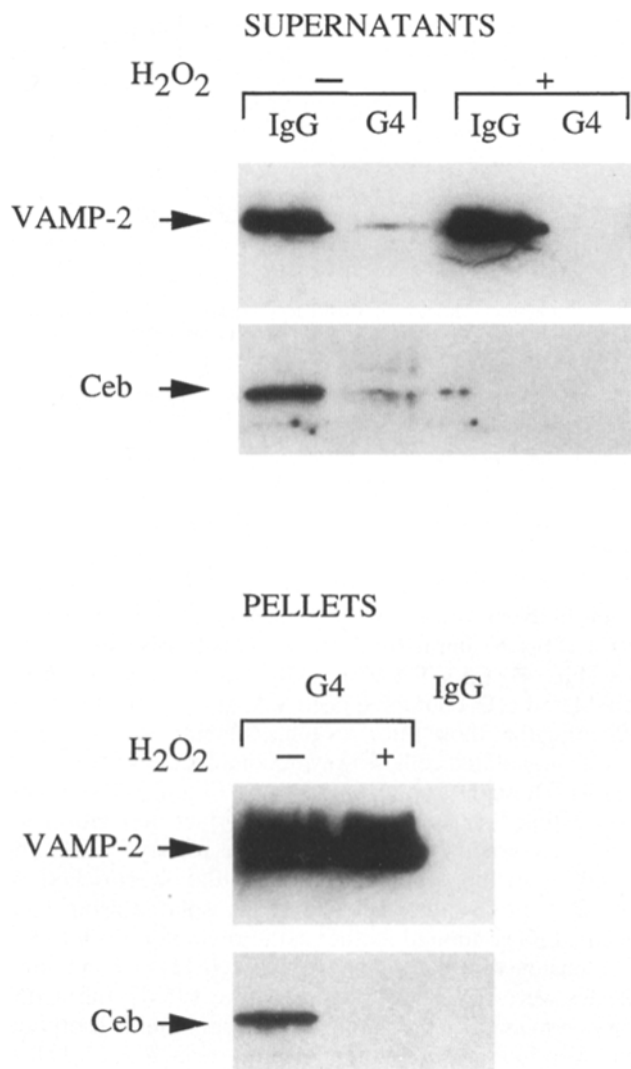 SUPERNATANTS
H2O2 — +
IgG G4 IgG G4
VAMP-2
Ceb
PELLETS
G4 IgG
H2O2 — +
VAMP-2
Ceb